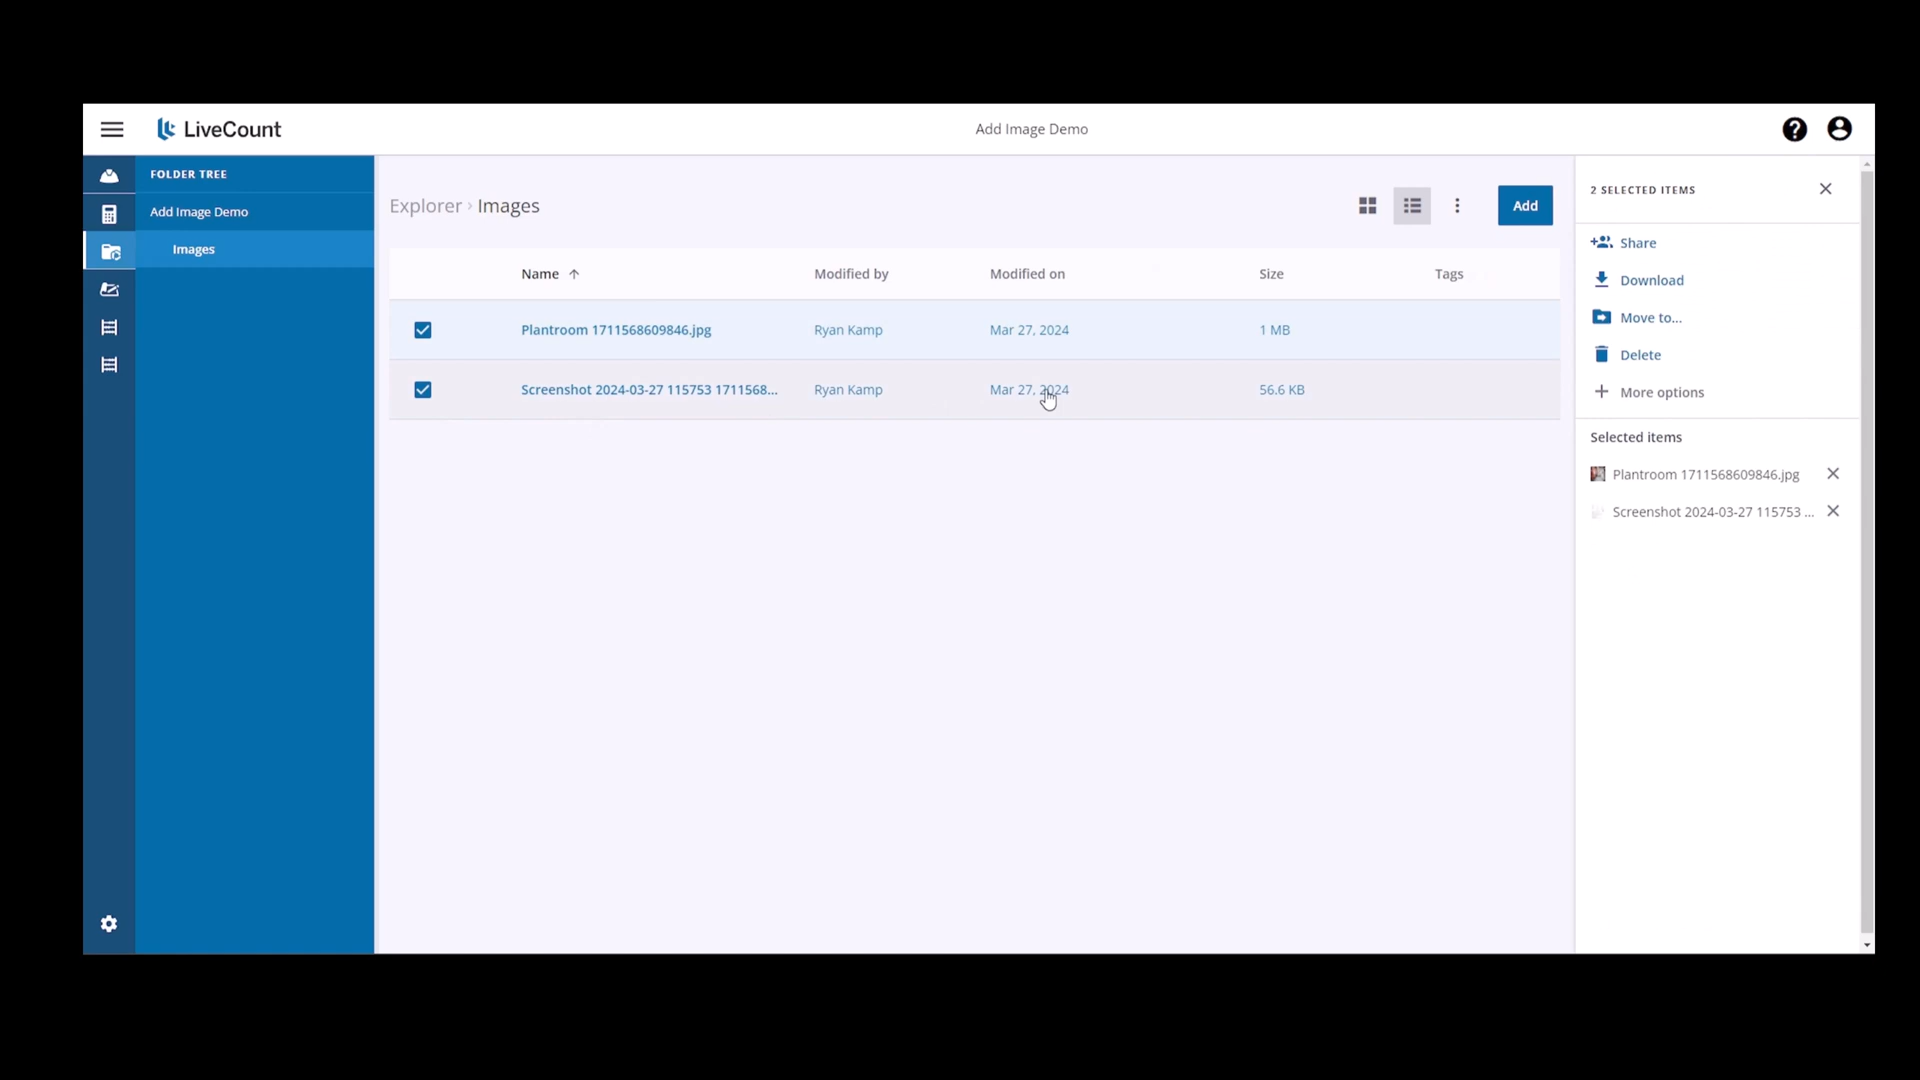 LiveCount
Add Image Demo
FOLDER TREE
Add Image Demo
Images
Explorer › Images
Add
Name
Modified by
Modified on
Size
Tags
Plantroom 1711568609846.jpg
Ryan Kamp
Mar 27, 2024
1 MB
Screenshot 2024-03-27 115753 1711568...
Ryan Kamp
Mar 27, 2024
56.6 KB
2 SELECTED ITEMS
Share
Download
Move to...
Delete
More options
Selected items
Plantroom 1711568609846.jpg
Screenshot 2024-03-27 115753 ...